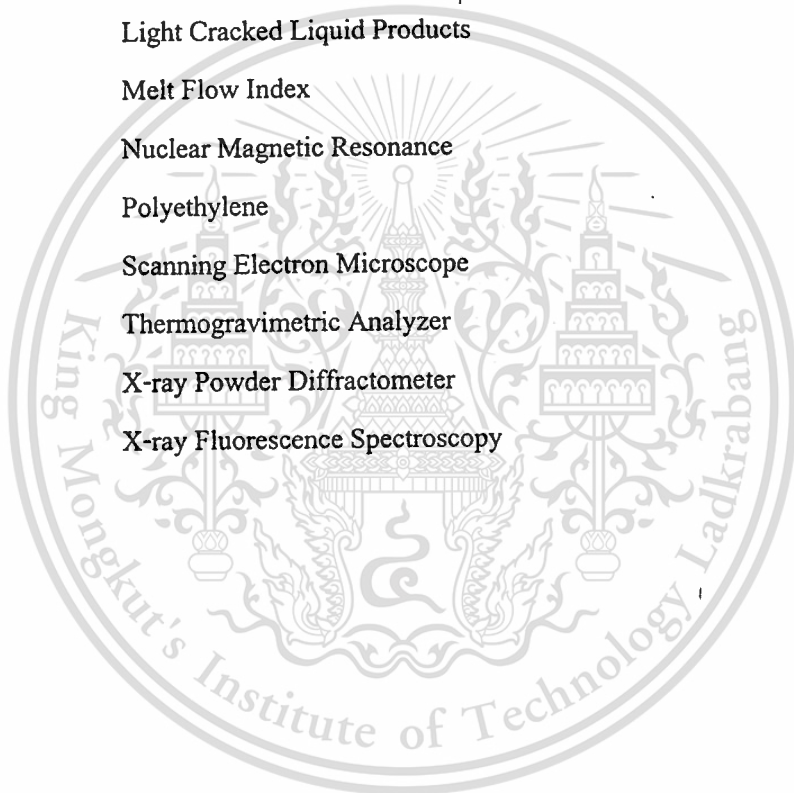 Light Cracked Liquid Products
Melt Flow Index
Nuclear Magnetic Resonance
Polyethylene
Scanning Electron Microscope
Thermogravimetric Analyzer
X-ray Powder Diffractometer
X-ray Fluorescence Spectroscopy
King Mongkut's Institute of Technology Ladkrabang